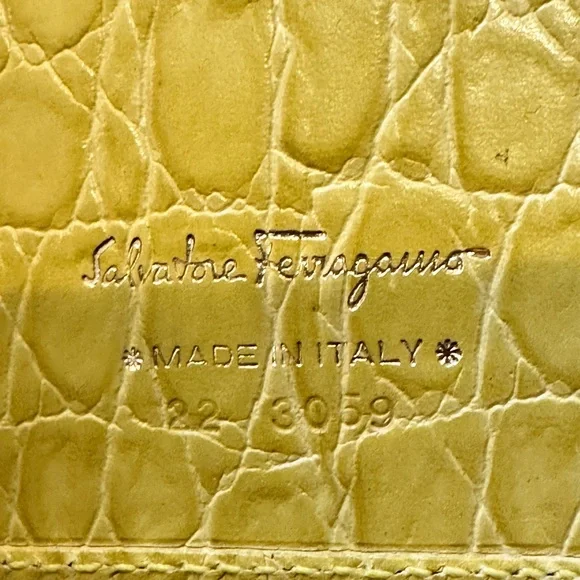 Salvatore Ferragamo
* MADE IN ITALY *
22 3059